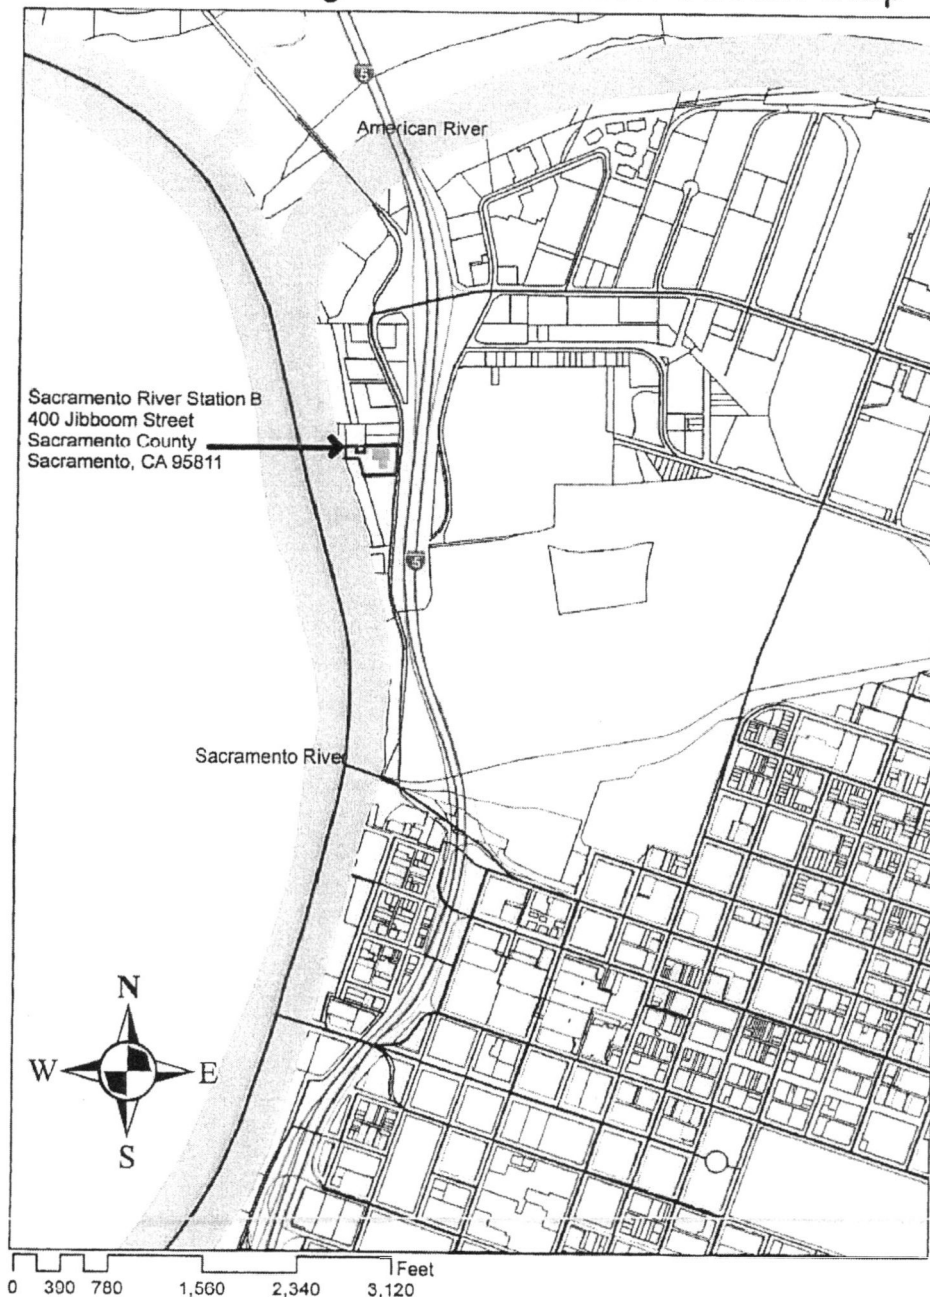 5
American River
Sacramento River Station B
400 Jibboom Street
Sacramento County
Sacramento, CA 95811
5
Sacramento River
N
W E
S
Feet
0 390 780 1,560 2,340 3,120